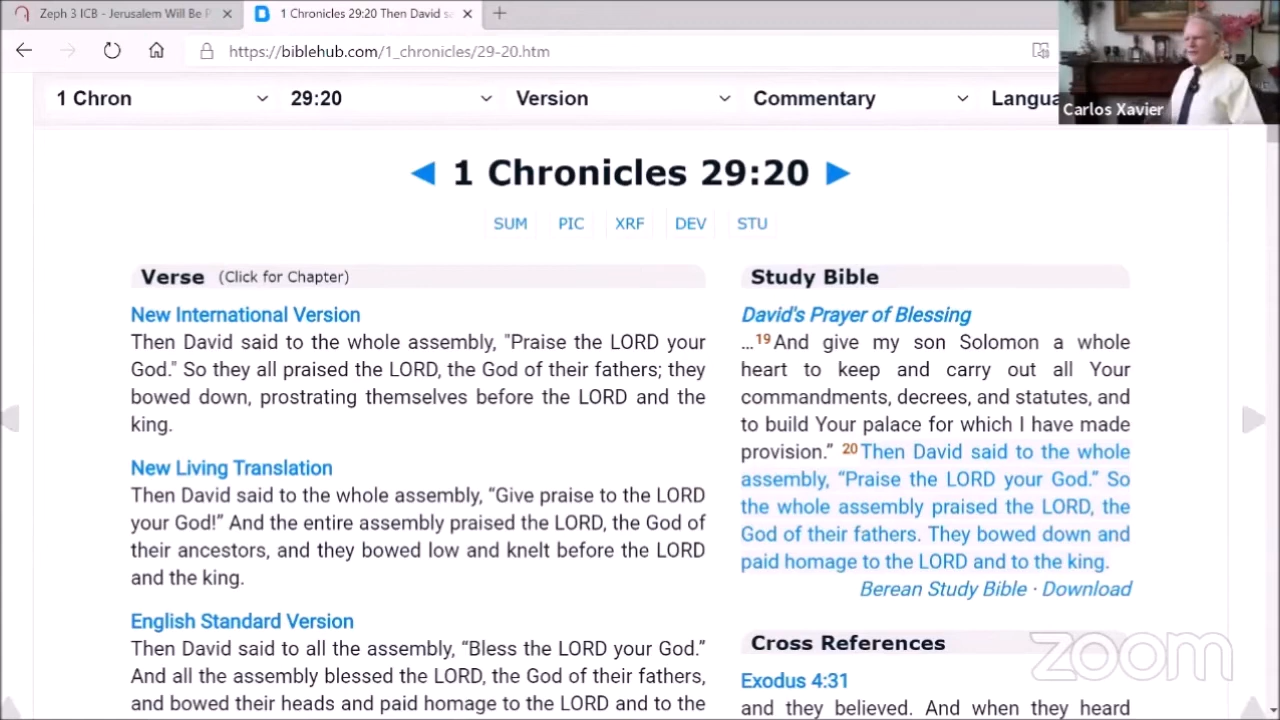 Zeph 3 ICB - Jerusalem Will Be P
1 Chronicles 29:20 Then David sa
https://biblehub.com/1_chronicles/29-20.htm
1 Chron 29:20 Version Commentary Langua
Carlos Xavier
1 Chronicles 29:20
SUM PIC XRF DEV STU
Verse (Click for Chapter)
New International Version
Then David said to the whole assembly, "Praise the LORD your
God." So they all praised the LORD, the God of their fathers; they
bowed down, prostrating themselves before the LORD and the
king.
New Living Translation
Then David said to the whole assembly, “Give praise to the LORD
your God!” And the entire assembly praised the LORD, the God of
their ancestors, and they bowed low and knelt before the LORD
and the king.
English Standard Version
Then David said to all the assembly, “Bless the LORD your God.”
And all the assembly blessed the LORD, the God of their fathers,
and bowed their heads and paid homage to the LORD and to the
Study Bible
David's Prayer of Blessing
…19And give my son Solomon a whole
heart to keep and carry out all Your
commandments, decrees, and statutes, and
to build Your palace for which I have made
provision.” 20Then David said to the whole
assembly, “Praise the LORD your God.” So
the whole assembly praised the LORD, the
God of their fathers. They bowed down and
paid homage to the LORD and to the king.
Berean Study Bible · Download
Cross References
Exodus 4:31
and they believed. And when they heard
zoom